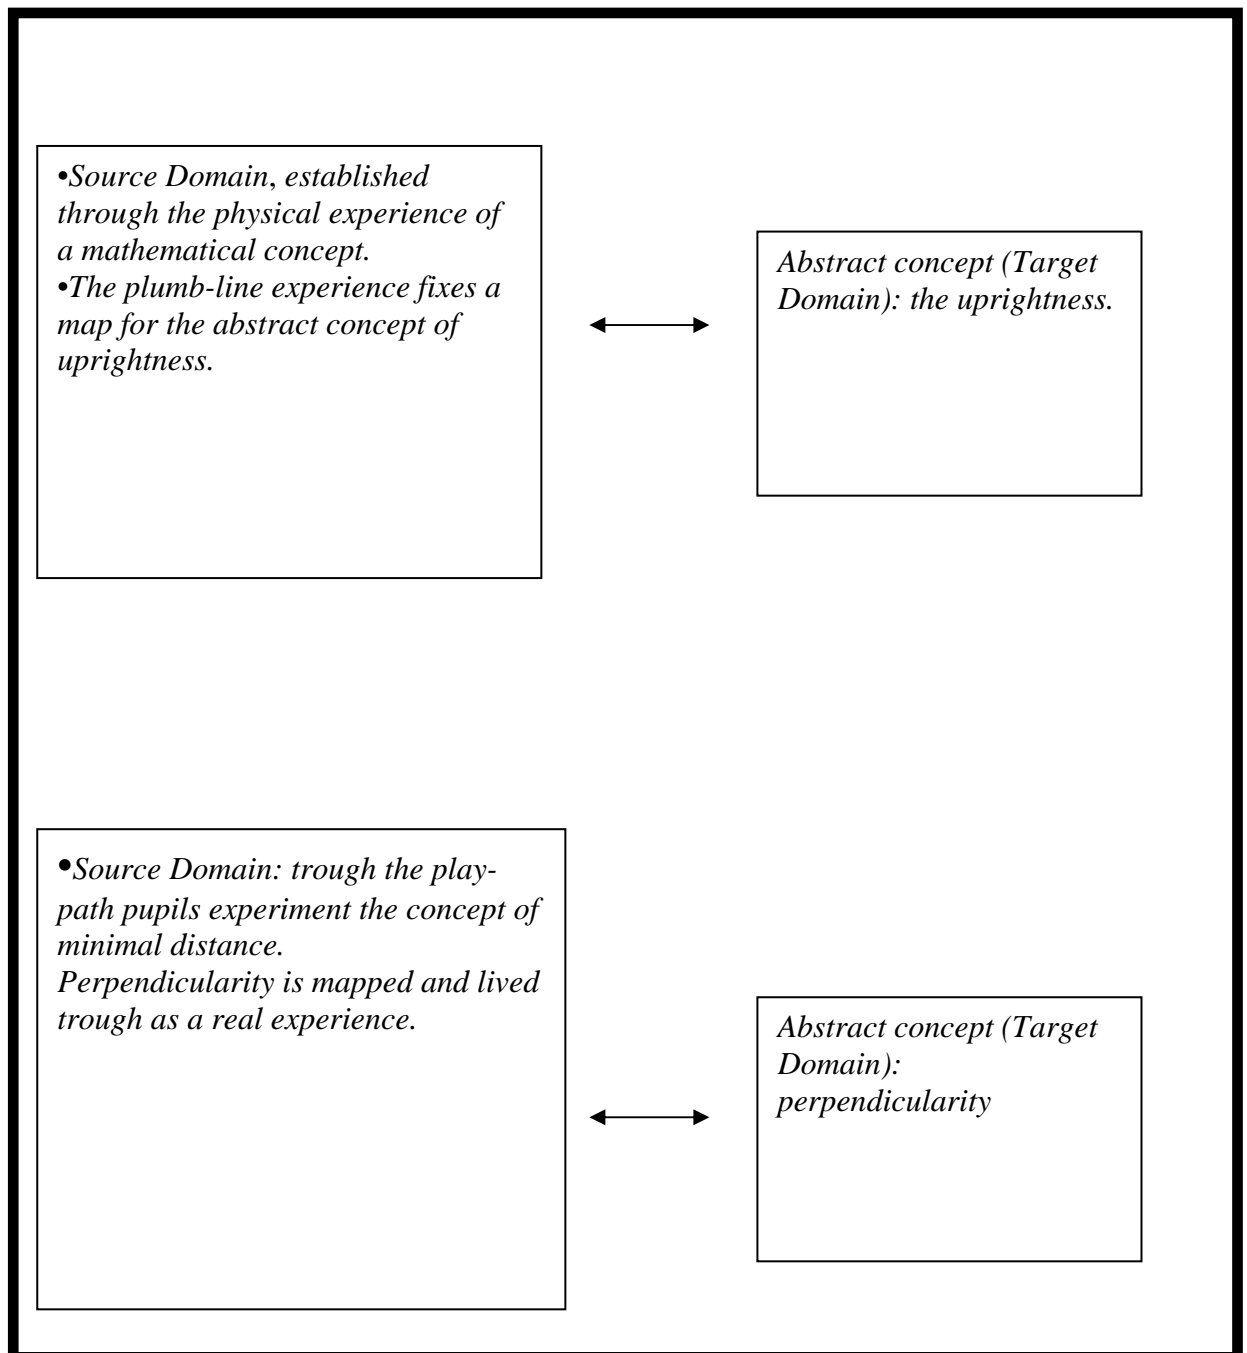 •Source Domain, established
through the physical experience of
a mathematical concept.
•The plumb-line experience fixes a
map for the abstract concept of
uprightness.
Abstract concept (Target
Domain): the uprightness.
•Source Domain: trough the play-
path pupils experiment the concept of
minimal distance.
Perpendicularity is mapped and lived
trough as a real experience.
Abstract concept (Target
Domain):
perpendicularity